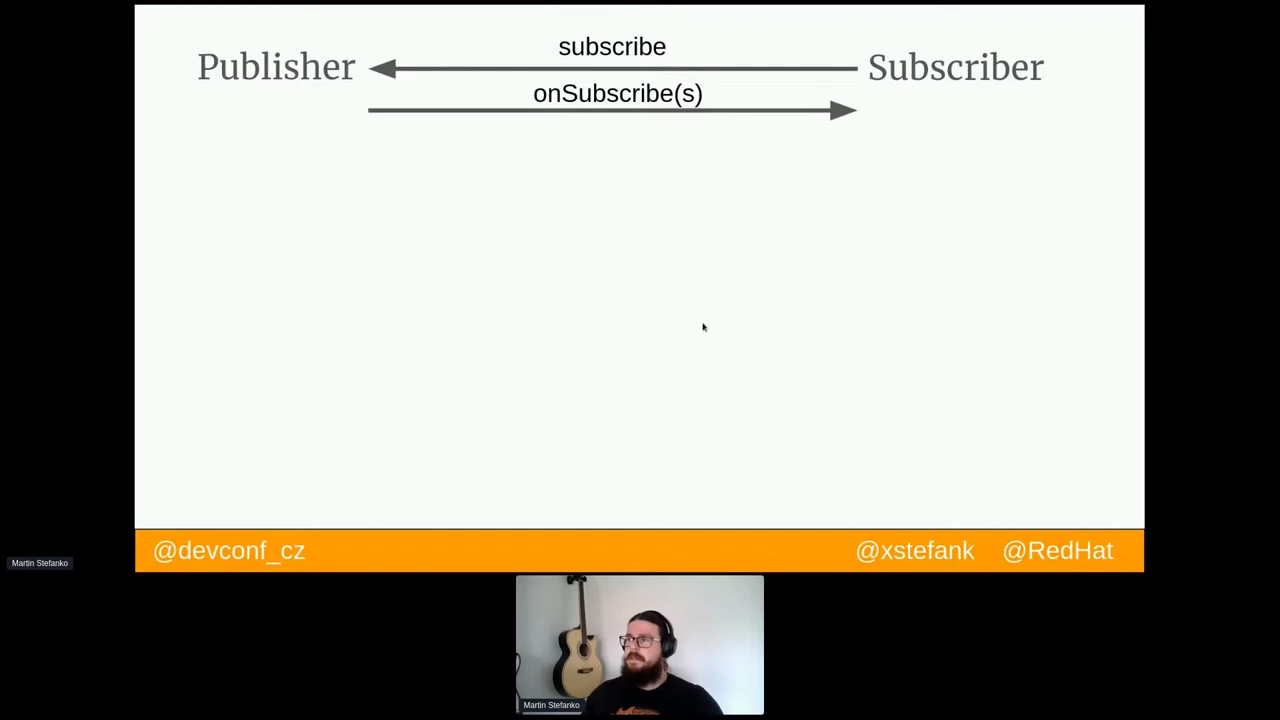 subscribe
Publisher
Subscriber
onSubscribe(s)
@devconf_cz
@xstefank @RedHat
Martin Stefanko
Martin Stefanko